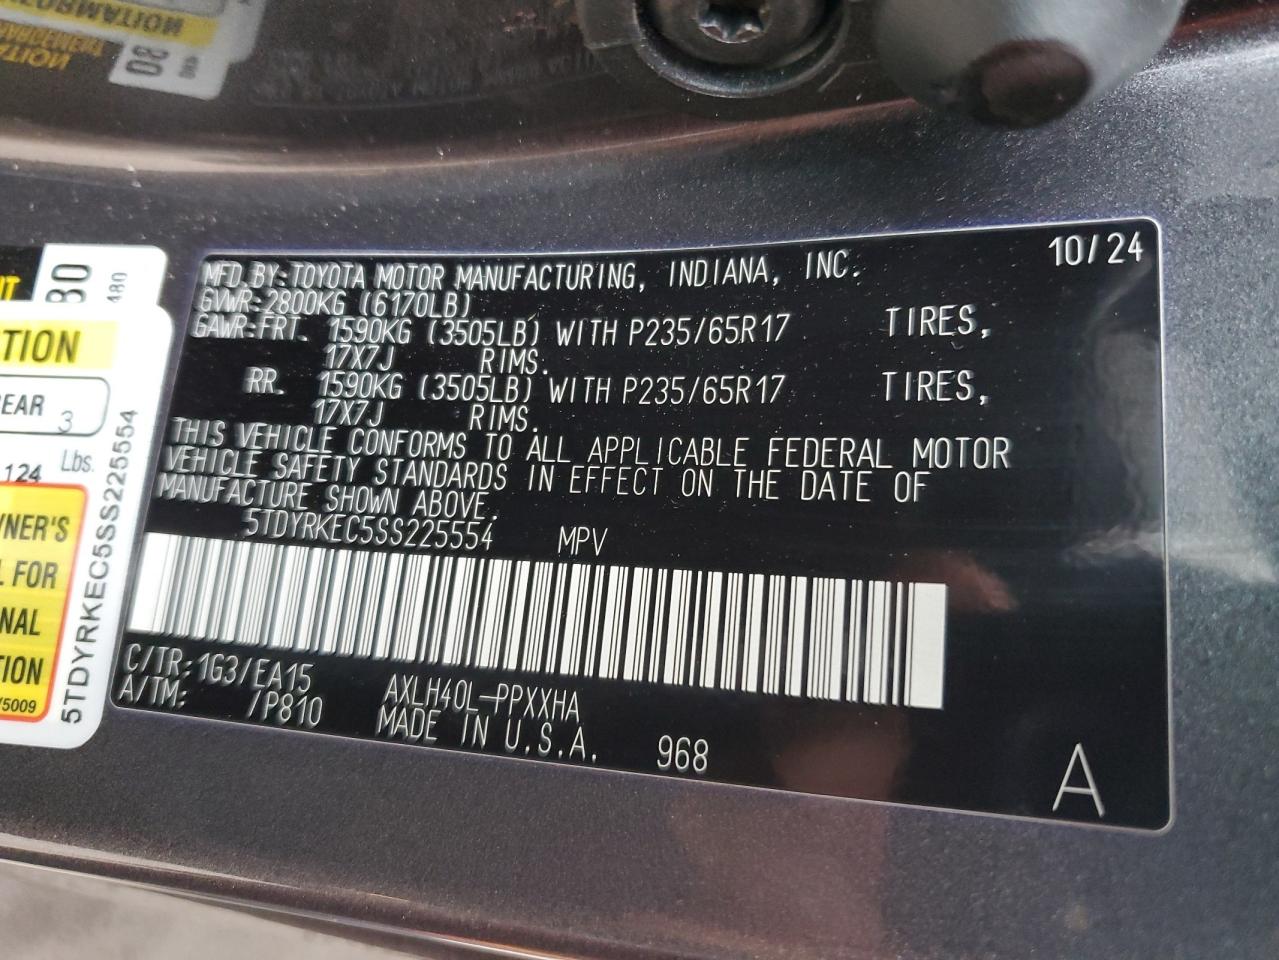 MFD.BY:TOYOTA MOTOR MANUFACTURING, INDIANA, INC. 10/24
GVWR:2800KG (6170LB)
GAWR:FRT. 1590KG (3505LB) WITH P235/65R17 TIRES,
17X7J RIMS.
RR. 1590KG (3505LB) WITH P235/65R17 TIRES,
17X7J RIMS.
THIS VEHICLE CONFORMS TO ALL APPLICABLE FEDERAL MOTOR
VEHICLE SAFETY STANDARDS IN EFFECT ON THE DATE OF
MANUFACTURE SHOWN ABOVE.
5TDYRKEC5SS225554 MPV
C/TR:1G3/EA15 AXLH40L-PPXXHA
A/TM: /P810 MADE IN U.S.A. 968
A
480
TION
EAR 3
124 Lbs.
NER'S
L FOR
NAL
TION
75009
5TDYRKEC5SS225554